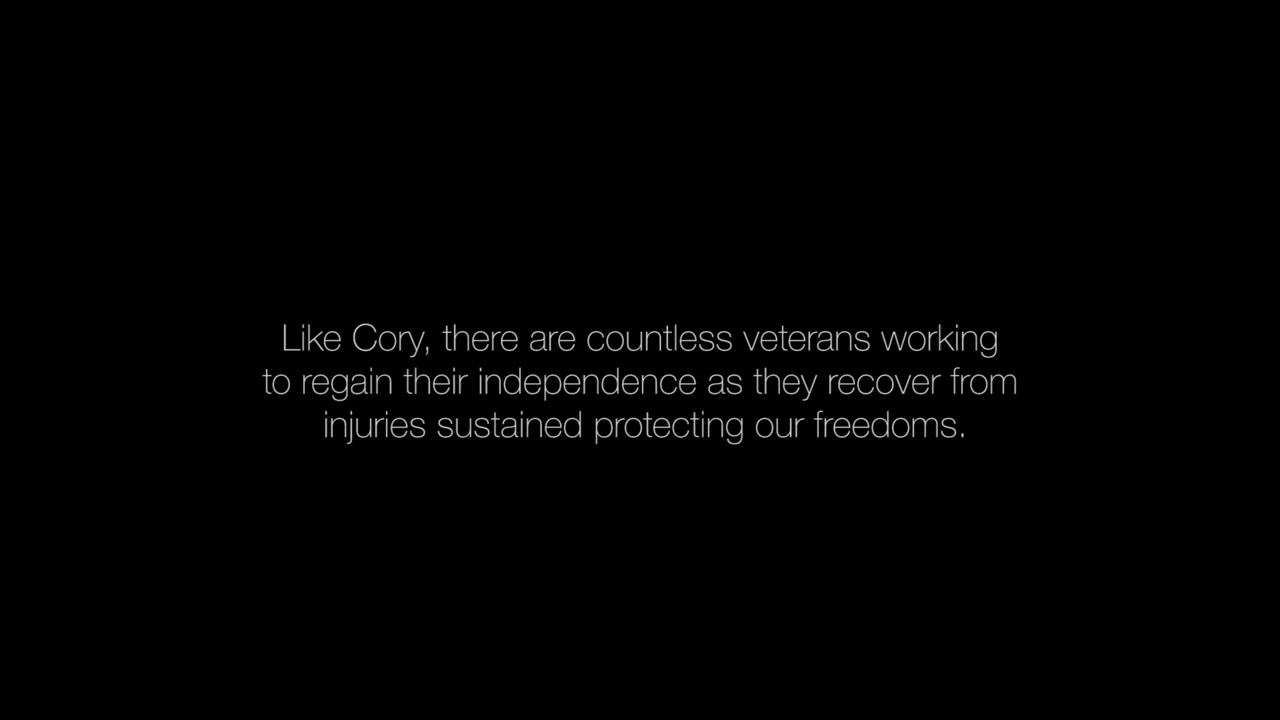 Like Cory, there are countless veterans working
to regain their independence as they recover from
injuries sustained protecting our freedoms.